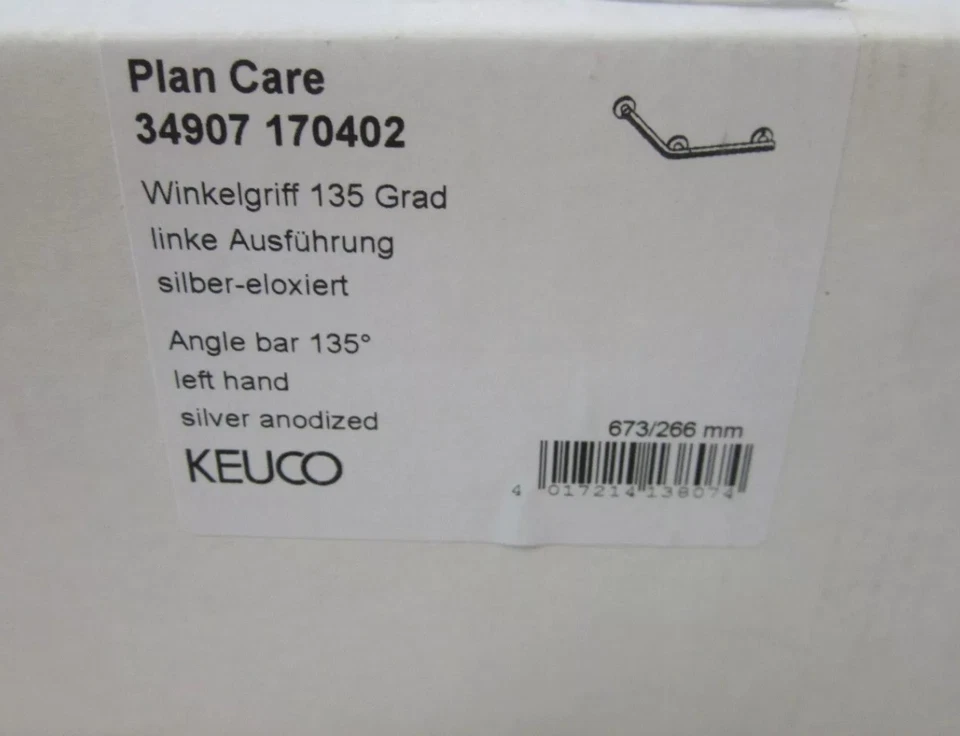 Plan Care
34907 170402
Winkelgriff 135 Grad
linke Ausführung
silber-eloxiert
Angle bar 135°
left hand
silver anodized
KEUCO
673/266 mm
4 017214 138074